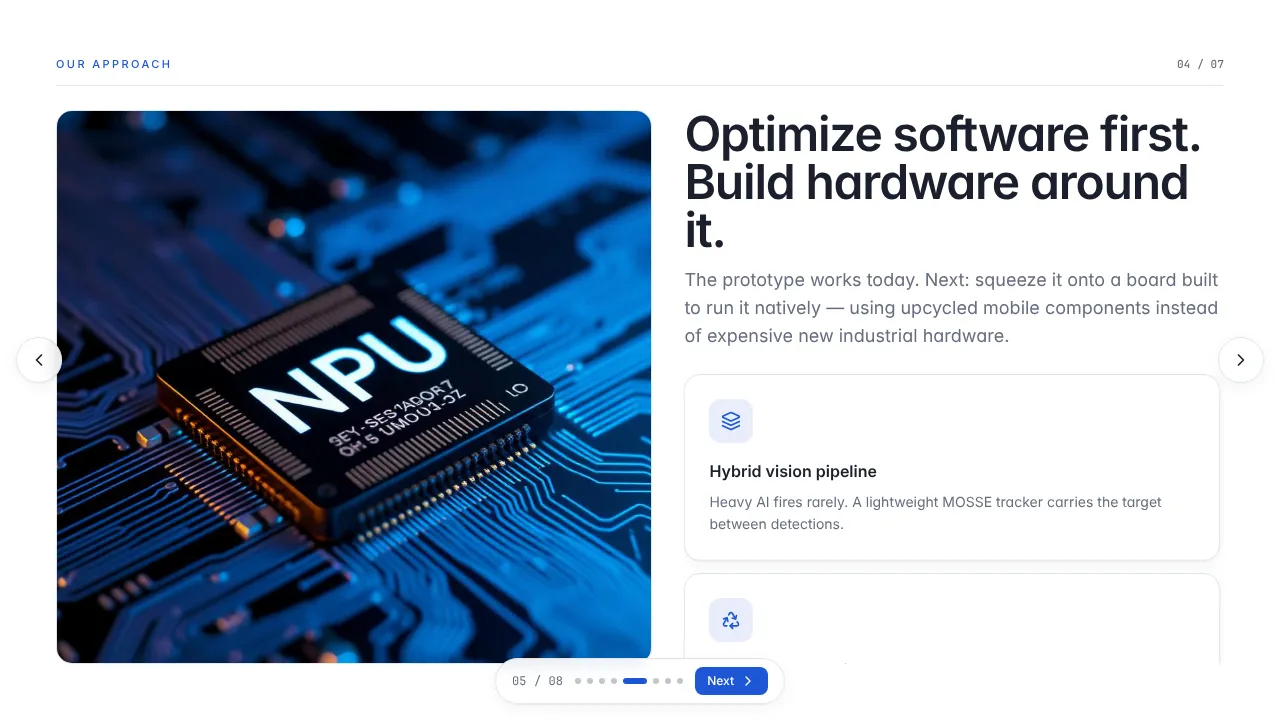 OUR APPROACH
04 / 07
NPU
IO
Optimize software first.
Build hardware around
it.
The prototype works today. Next: squeeze it onto a board built
to run it natively — using upcycled mobile components instead
of expensive new industrial hardware.
Hybrid vision pipeline
Heavy AI fires rarely. A lightweight MOSSE tracker carries the target
between detections.
05 / 08
Next